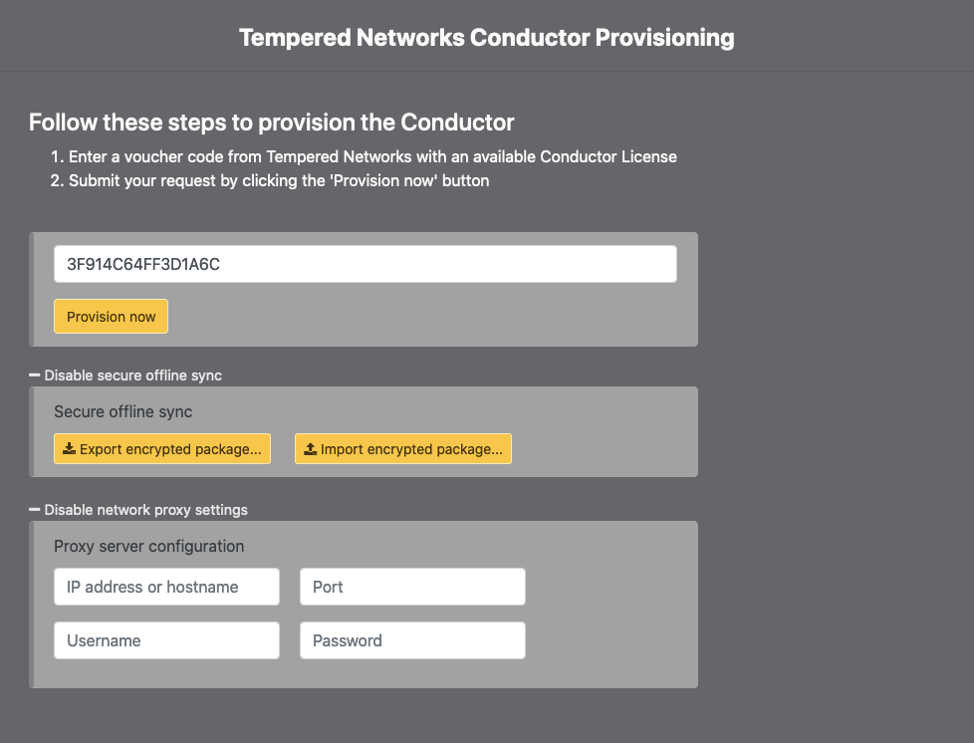 Tempered Networks Conductor Provisioning
Follow these steps to provision the Conductor
1. Enter a voucher code from Tempered Networks with an available Conductor License
2. Submit your request by clicking the 'Provision now' button
3F914C64FF3D1A6C
Provision now
Disable secure offline sync
Secure offline sync
Export encrypted package... Import encrypted package...
Disable network proxy settings
Proxy server configuration
IP address or hostname Port
Username Password